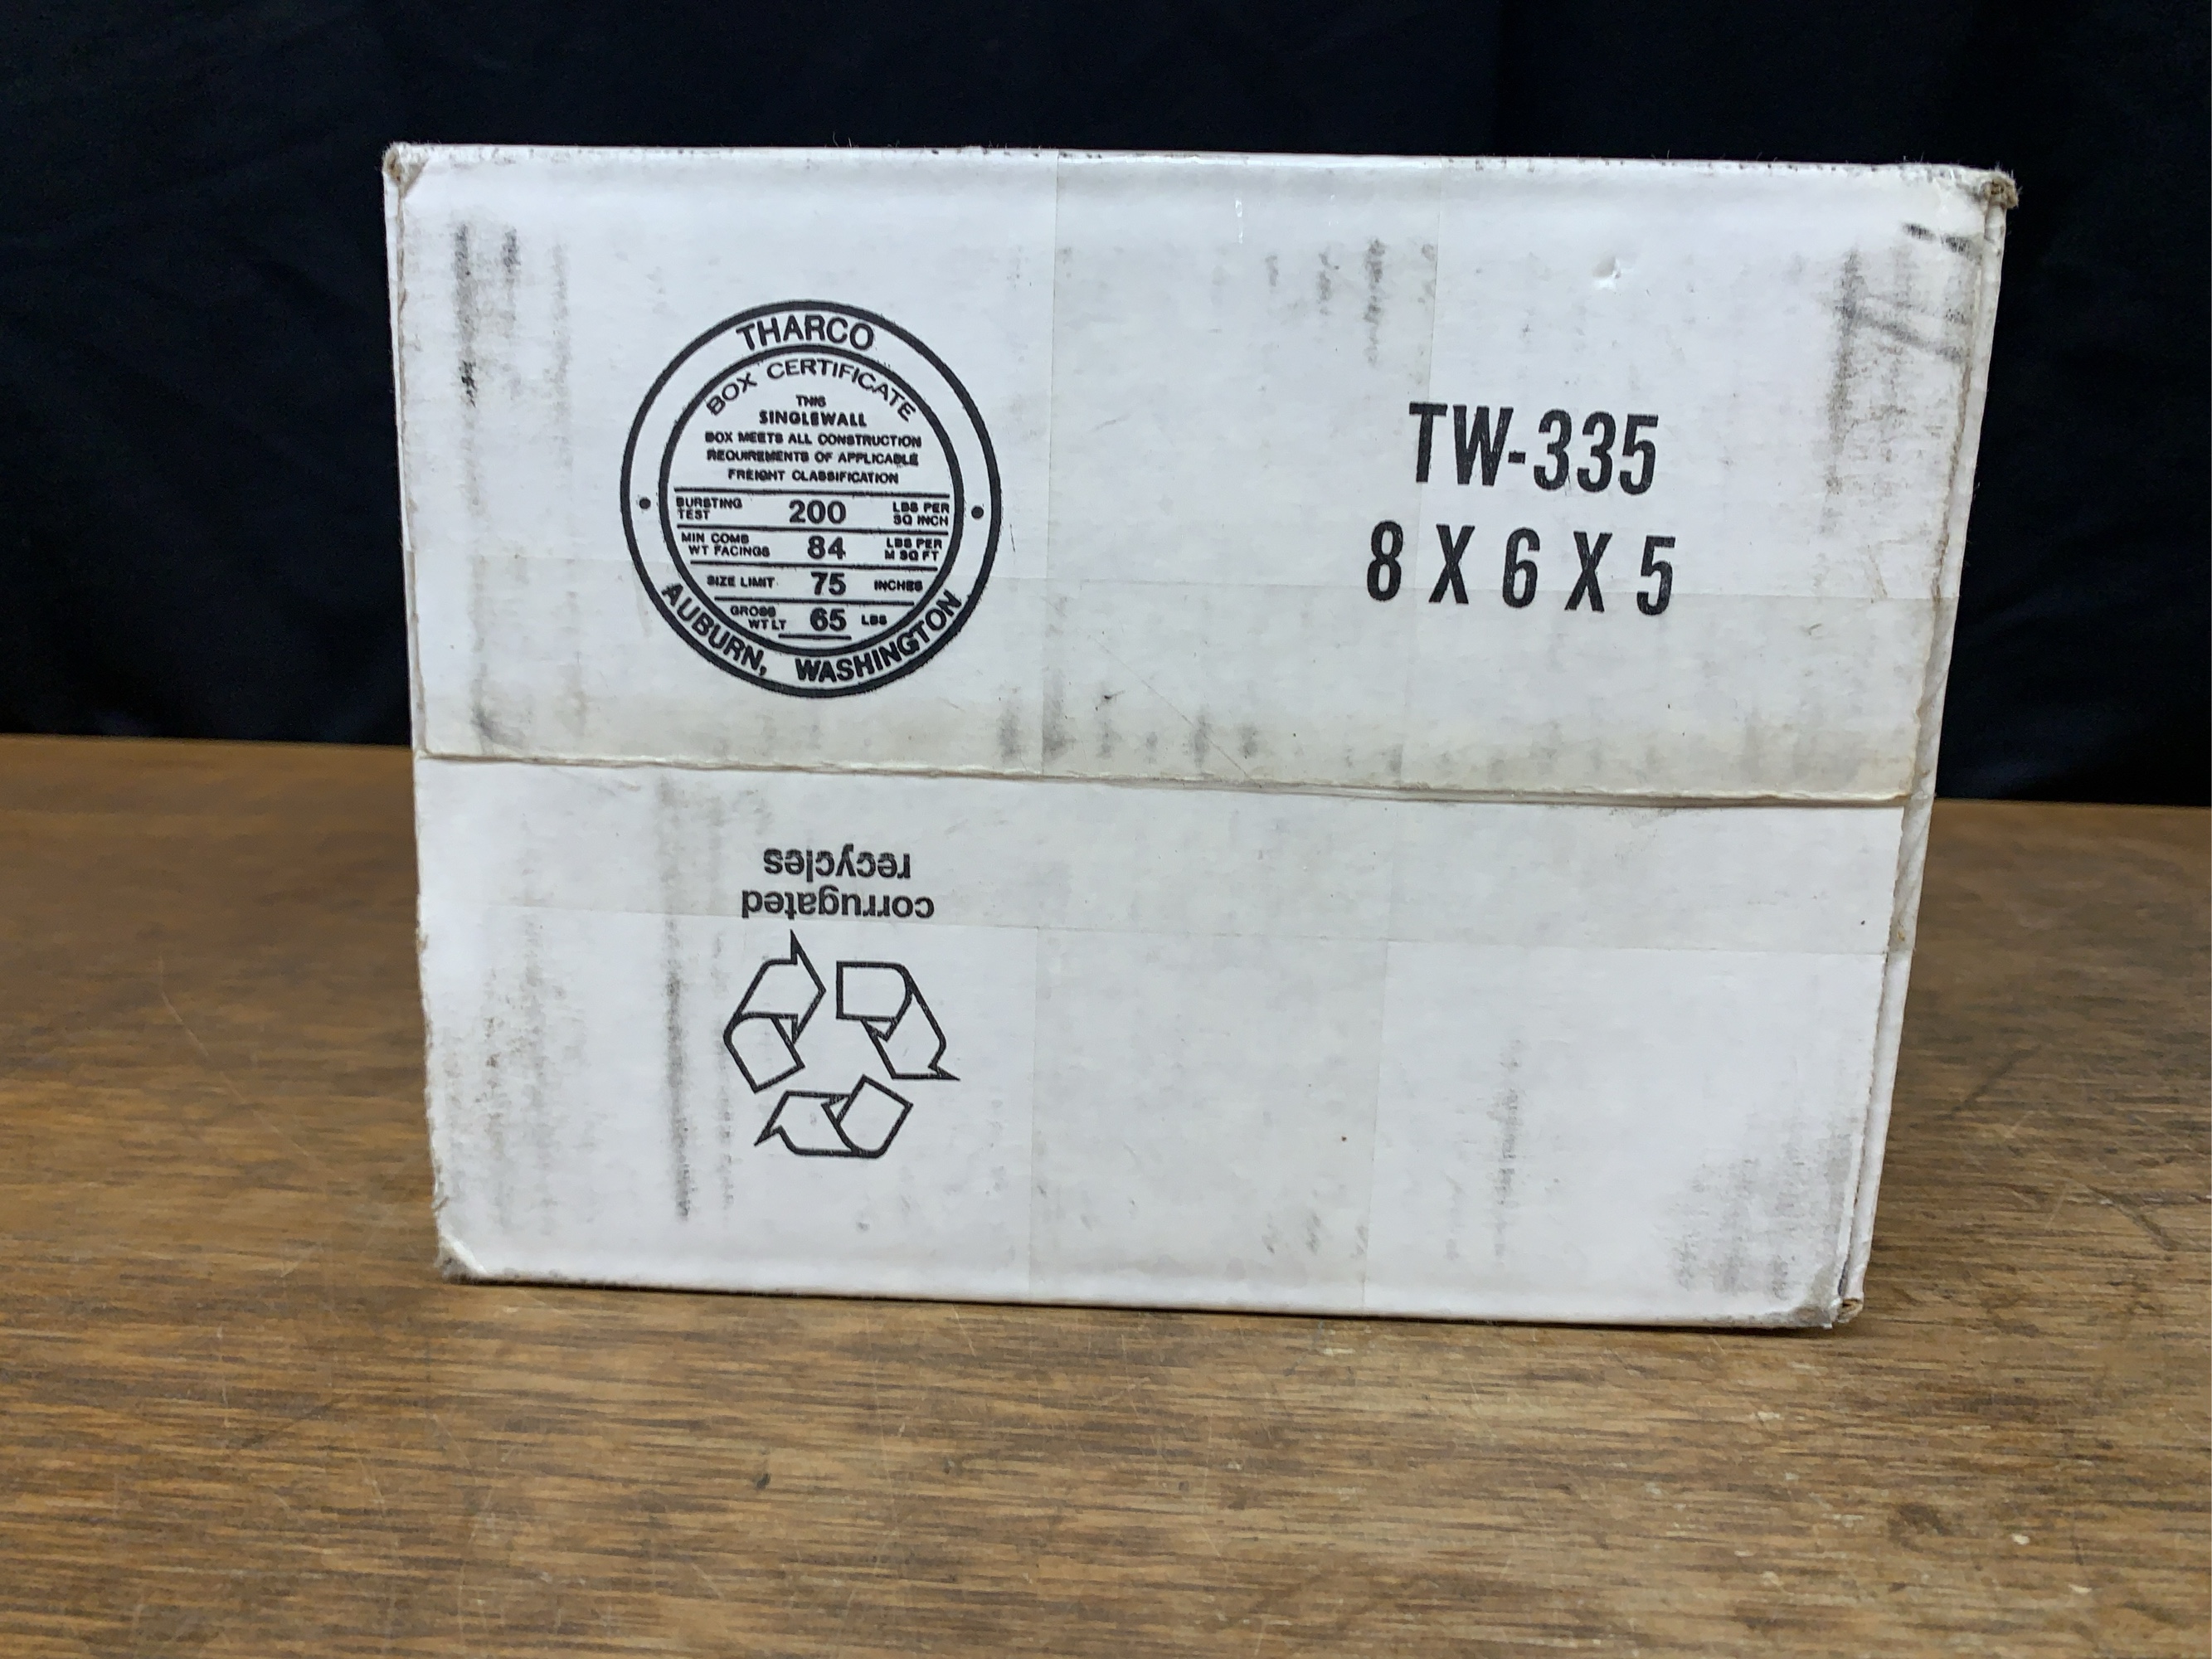 THARCO
BOX CERTIFICATE
THIS
SINGLEWALL
BOX MEETS ALL CONSTRUCTION
REQUIREMENTS OF APPLICABLE
FREIGHT CLASSIFICATION
BURSTING TEST 200 LBS PER SQ INCH
MIN COMB WT FACINGS 84 LBS PER M SQ FT
SIZE LIMIT 75 INCHES
GROSS WT LT 65 LBS
AUBURN, WASHINGTON
TW-335
8 X 6 X 5
corrugated
recycles